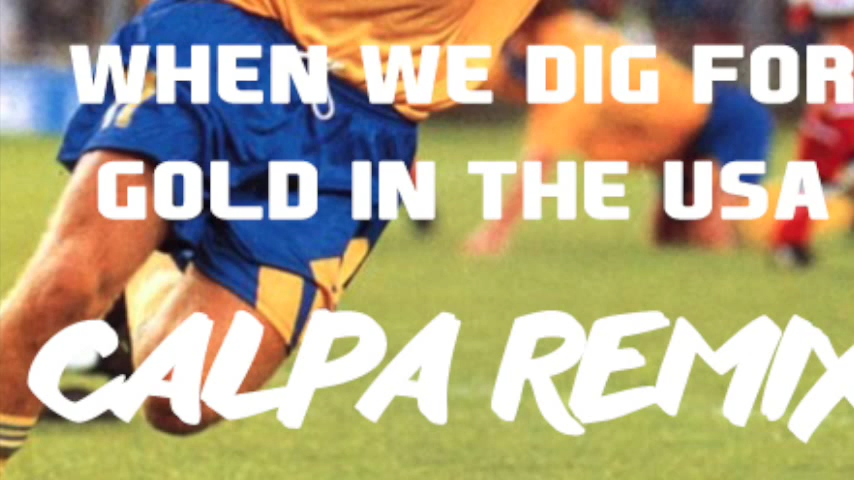 WHEN WE DIG FOR
GOLD IN THE USA
CALPA REMIX